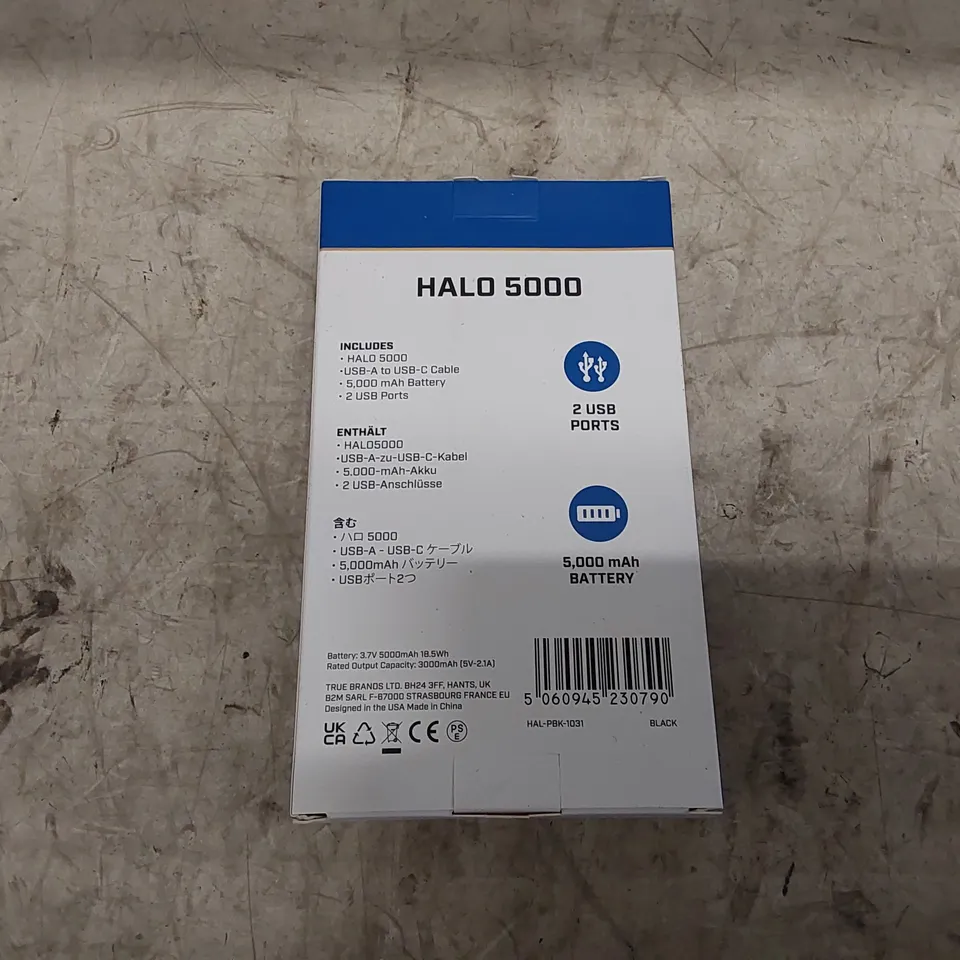 HALO 5000
INCLUDES
· HALO 5000
·USB-A to USB-C Cable
· 5,000 mAh Battery
· 2 USB Ports
2 USB
PORTS
ENTHÄLT
· HALO5000
·USB-A-zu-USB-C-Kabel
· 5.000-mAh-Akku
· 2 USB-Anschlüsse
含む
· ハロ 5000
· USB-A - USB-C ケーブル
· 5,000mAh バッテリー
· USBポート2つ
5,000 mAh
BATTERY
Battery: 3.7V 5000mAh 18.5Wh
Rated Output Capacity: 3000mAh (5V-2.1A)
TRUE BRANDS LTD. BH24 3FF, HANTS, UK
B2M SARL F-67000 STRASBOURG FRANCE EU
Designed in the USA Made in China
UK
CA
CE
PS
E
5 060945 230790
HAL-PBK-1031 BLACK